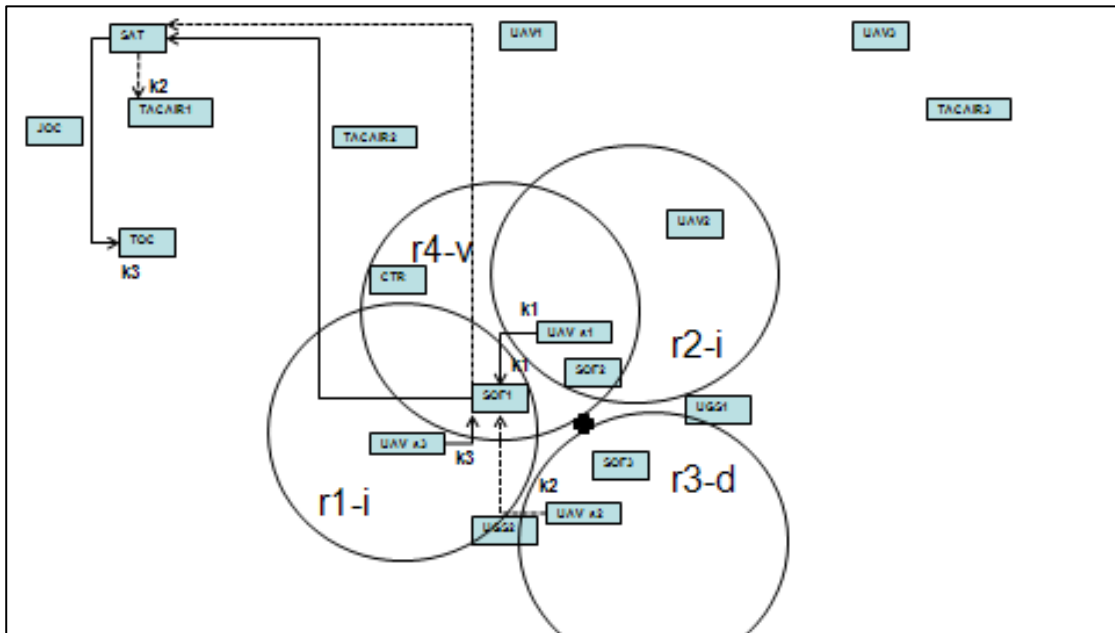 SAT
UAV1
UAV3
k2
TACAIR1
TACAIR3
JOC
TACAIR2
UAV2
TOC
r4-v
k3
CTR
k1
UAV a1
r2-i
k1
SOF2
SOF1
UGS1
UAV a3
k3
SOF3
r3-d
k2
r1-i
UAV a2
UGS2